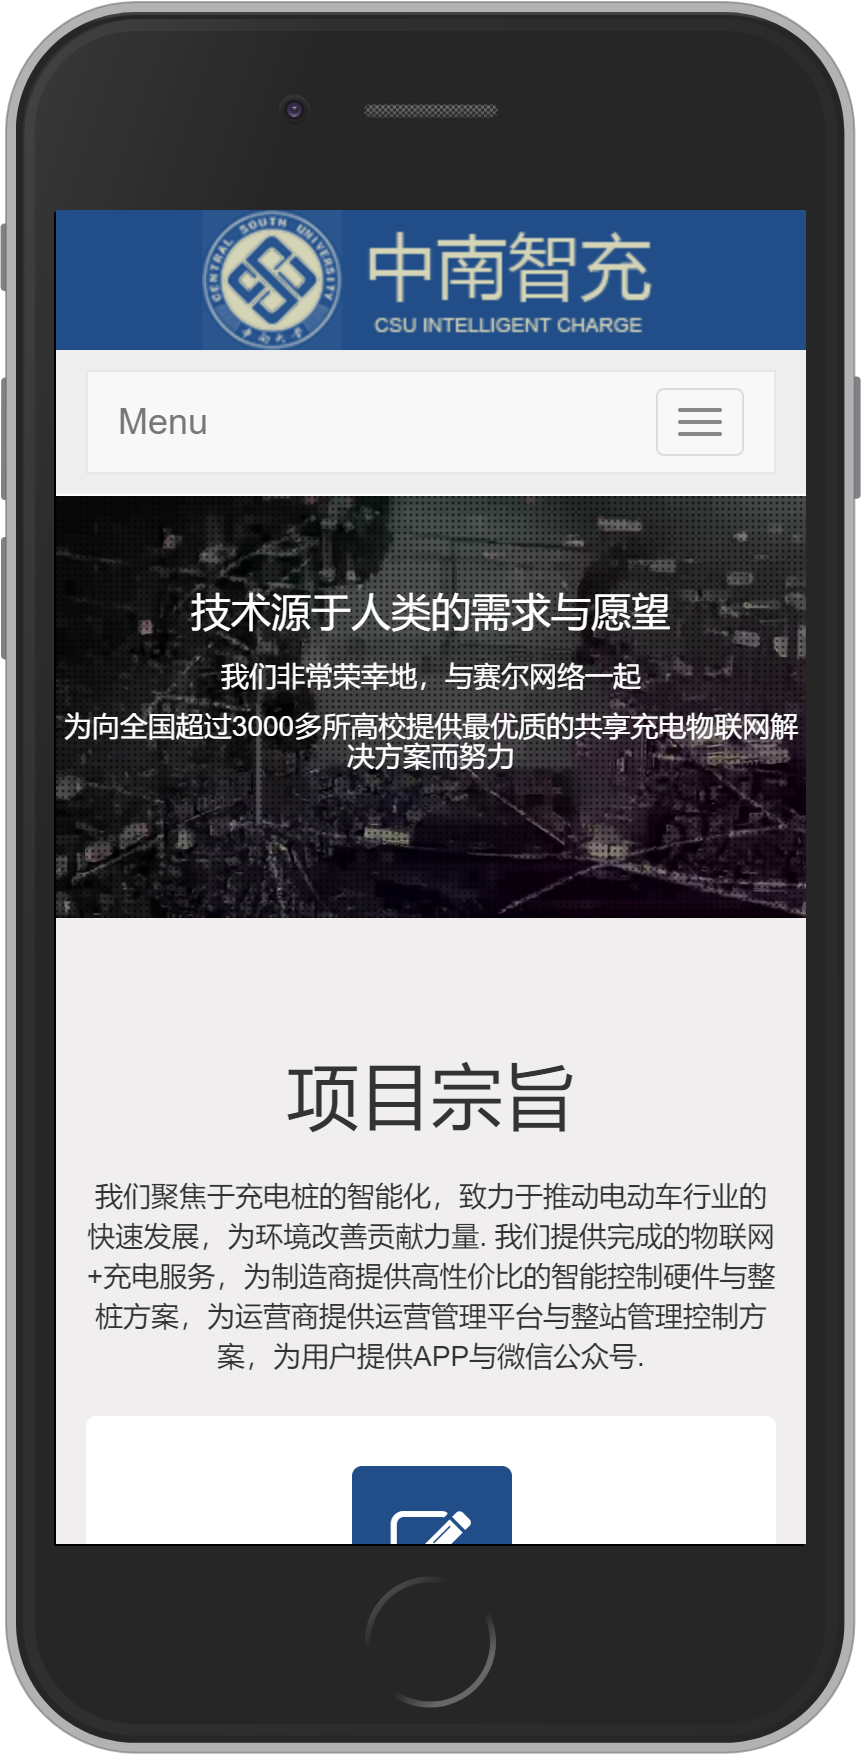 CENTRAL SOUTH UNIVERSITY
中南大学
中南智充
CSU INTELLIGENT CHARGE
Menu
技术源于人类的需求与愿望
我们非常荣幸地，与赛尔网络一起
为向全国超过3000多所高校提供最优质的共享充电物联网解
决方案而努力
项目宗旨
我们聚焦于充电桩的智能化，致力于推动电动车行业的
快速发展，为环境改善贡献力量. 我们提供完成的物联网
+充电服务，为制造商提供高性价比的智能控制硬件与整
桩方案，为运营商提供运营管理平台与整站管理控制方
案，为用户提供APP与微信公众号.